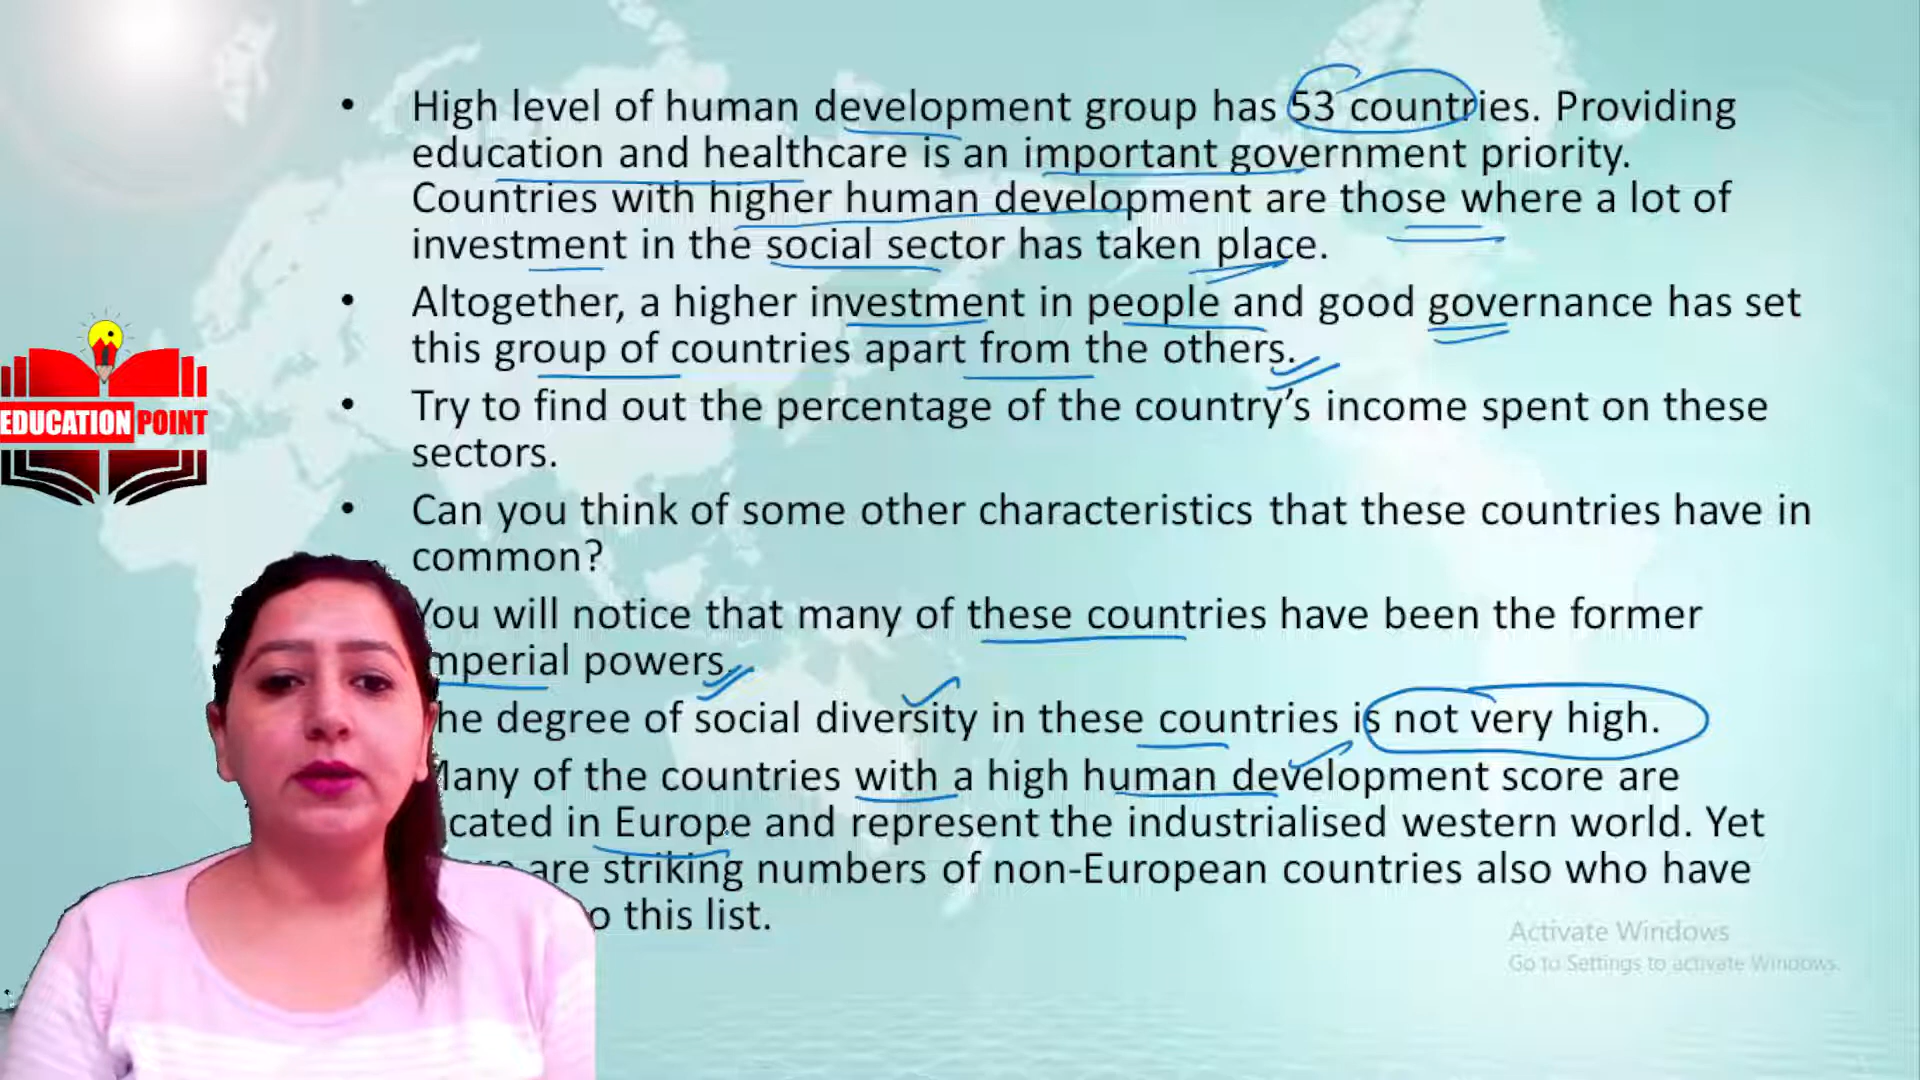 • High level of human development group has 53 countries. Providing
education and healthcare is an important government priority.
Countries with higher human development are those where a lot of
investment in the social sector has taken place.
• Altogether, a higher investment in people and good governance has set
this group of countries apart from the others.
• Try to find out the percentage of the country’s income spent on these
sectors.
EDUCATION POINT
• Can you think of some other characteristics that these countries have in
common?
You will notice that many of these countries have been the former
mperial powers.
he degree of social diversity in these countries is not very high.
Many of the countries with a high human development score are
cated in Europe and represent the industrialised western world. Yet
are striking numbers of non-European countries also who have
o this list.
Activate Windows
Go to Settings to activate Windows.